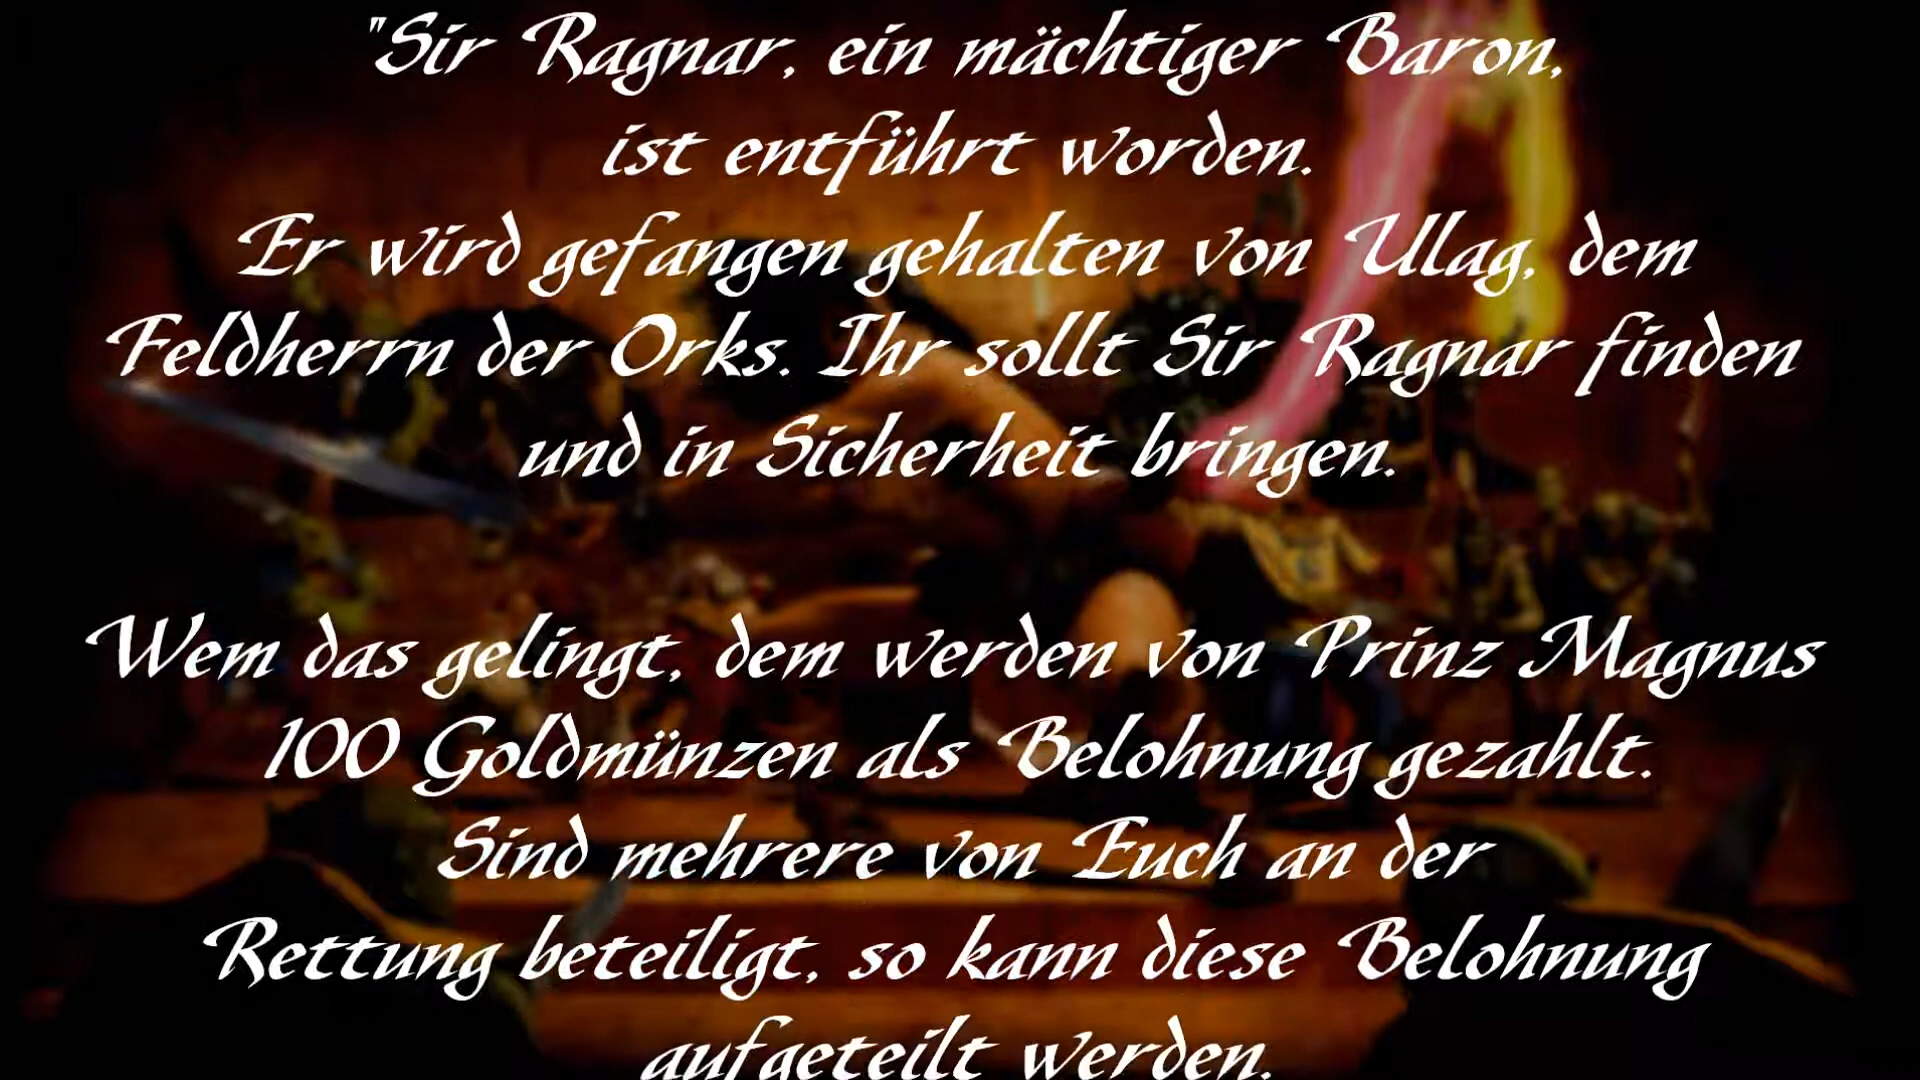 "Sir Ragnar, ein mächtiger Baron,
ist entführt worden.
Er wird gefangen gehalten von Ulag, dem
Feldherrn der Orks. Ihr sollt Sir Ragnar finden
und in Sicherheit bringen.
Wem das gelingt, dem werden von Prinz Magnus
100 Goldmünzen als Belohnung gezahlt.
Sind mehrere von Euch an der
Rettung beteiligt, so kann diese Belohnung
aufgeteilt werden.